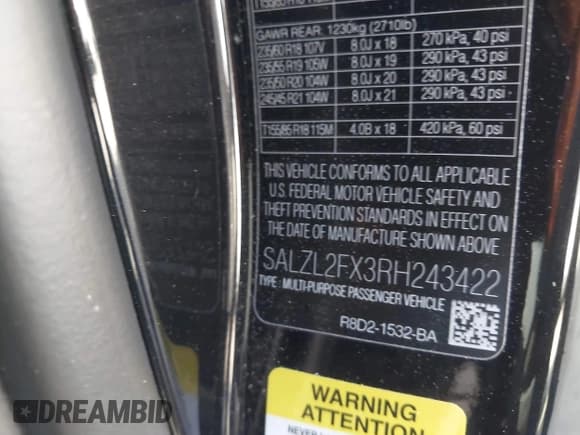 GAWR REAR: 1230kg (2710lb)
235/60 R18 107V 8.0J x 18 270 kPa, 40 psi
235/55 R19 105W 8.0J x 19 290 kPa, 43 psi
235/50 R20 104W 8.0J x 20 290 kPa, 43 psi
245/45 R21 104W 8.0J x 21 290 kPa, 43 psi
T155/85 R18 115M 4.0B x 18 420 kPa, 60 psi
THIS VEHICLE CONFORMS TO ALL APPLICABLE
U.S. FEDERAL MOTOR VEHICLE SAFETY AND
THEFT PREVENTION STANDARDS IN EFFECT ON
THE DATE OF MANUFACTURE SHOWN ABOVE
SALZL2FX3RH243422
TYPE: MULTI-PURPOSE PASSENGER VEHICLE
R8D2-1532-BA
WARNING
ATTENTION
NEVER
DREAMBID